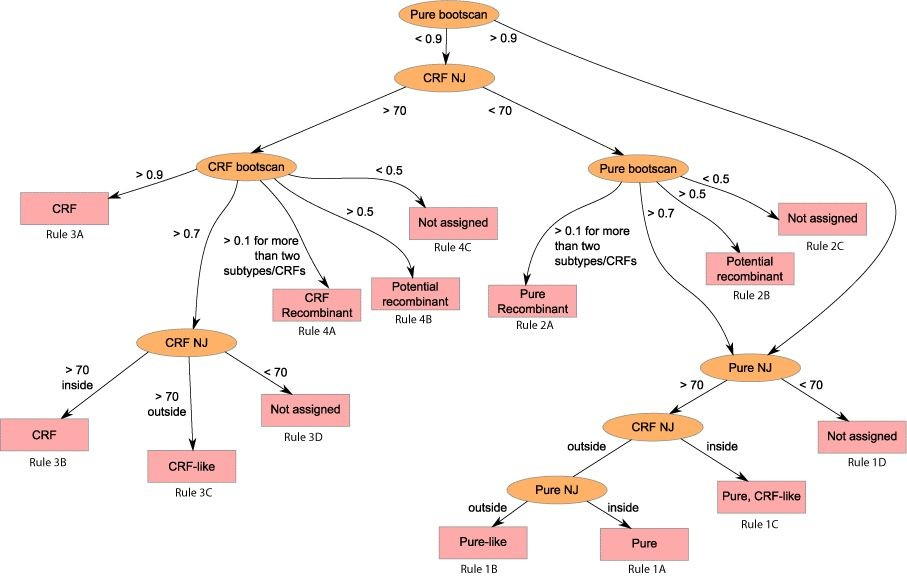 Pure bootscan
< 0.9
> 0.9
CRF NJ
> 70
< 70
CRF bootscan
Pure bootscan
> 0.9
< 0.5
< 0.5
> 0.5
CRF
Rule 3A
> 0.7
> 0.1 for more
than two
subtypes/CRFs
> 0.5
Not assigned
Rule 4C
> 0.1 for more
than two
subtypes/CRFs
> 0.7
Not assigned
Rule 2C
CRF
Recombinant
Rule 4A
Potential
recombinant
Rule 4B
Pure
Recombinant
Rule 2A
Potential
recombinant
Rule 2B
CRF NJ
> 70
inside
> 70
outside
< 70
Pure NJ
> 70
< 70
CRF
Rule 3B
CRF-like
Rule 3C
Not assigned
Rule 3D
CRF NJ
Not assigned
Rule 1D
outside
inside
Pure NJ
Pure, CRF-like
Rule 1C
outside
inside
Pure-like
Rule 1B
Pure
Rule 1A